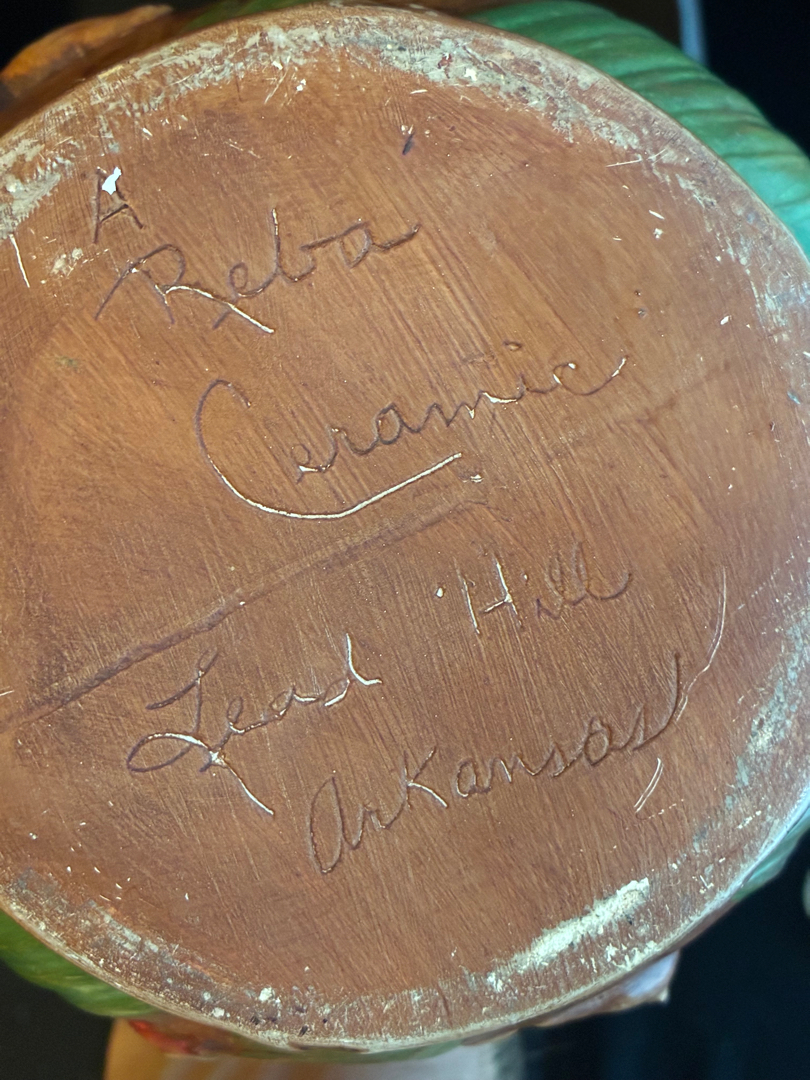 A
Reba
Ceramic
Lead Hill
Arkansas